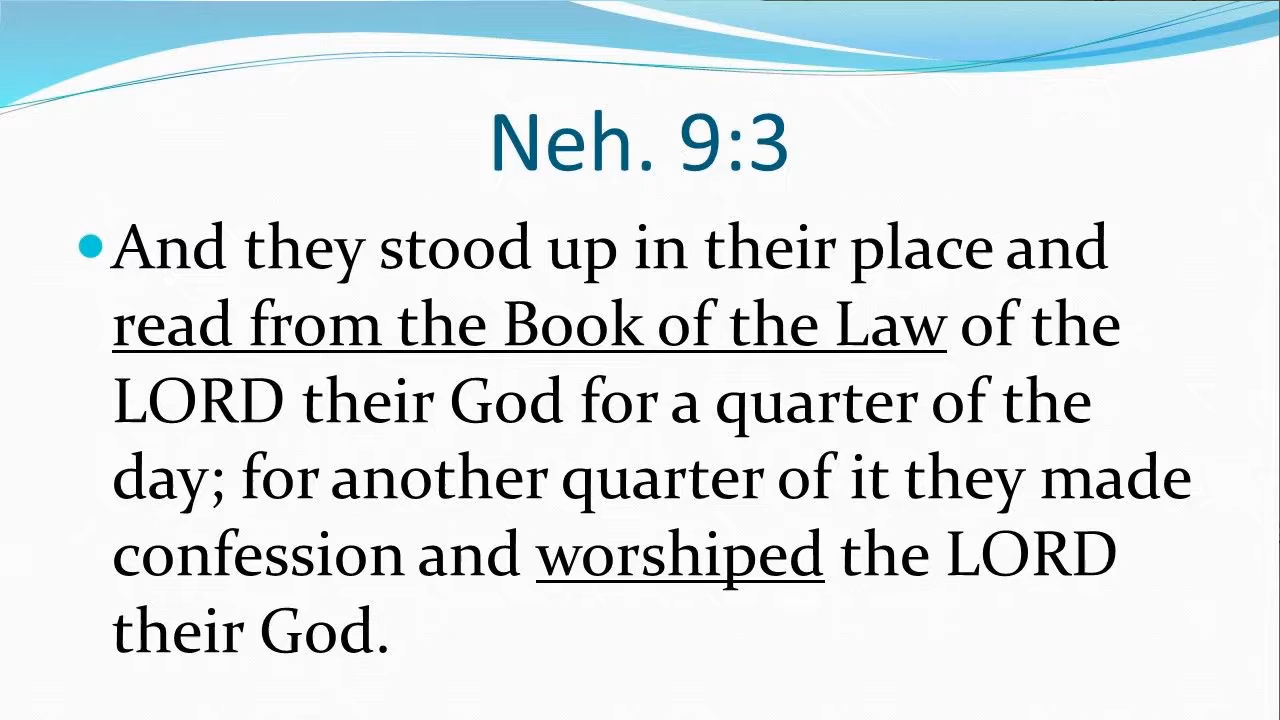 Neh. 9:3
And they stood up in their place and
read from the Book of the Law of the
LORD their God for a quarter of the
day; for another quarter of it they made
confession and worshiped the LORD
their God.